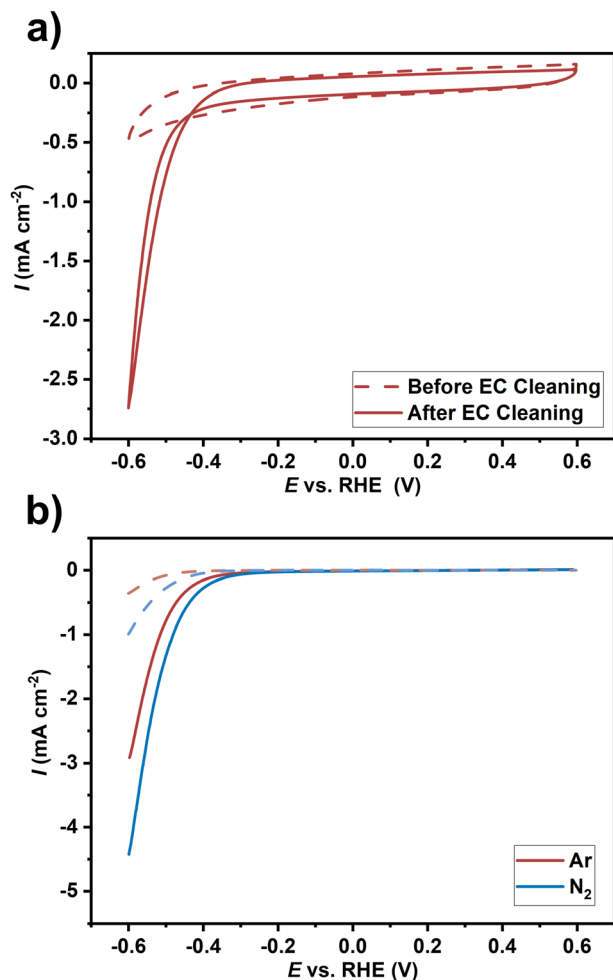 a)
0.0
-0.5
-1.0
-1.5
-2.0
-2.5
-3.0
I (mA cm-2)
Before EC Cleaning
After EC Cleaning
-0.6 -0.4 -0.2 0.0 0.2 0.4 0.6
E vs. RHE (V)
b)
0
-1
-2
-3
-4
-5
I (mA cm-2)
Ar
N2
-0.6 -0.4 -0.2 0.0 0.2 0.4 0.6
E vs. RHE (V)